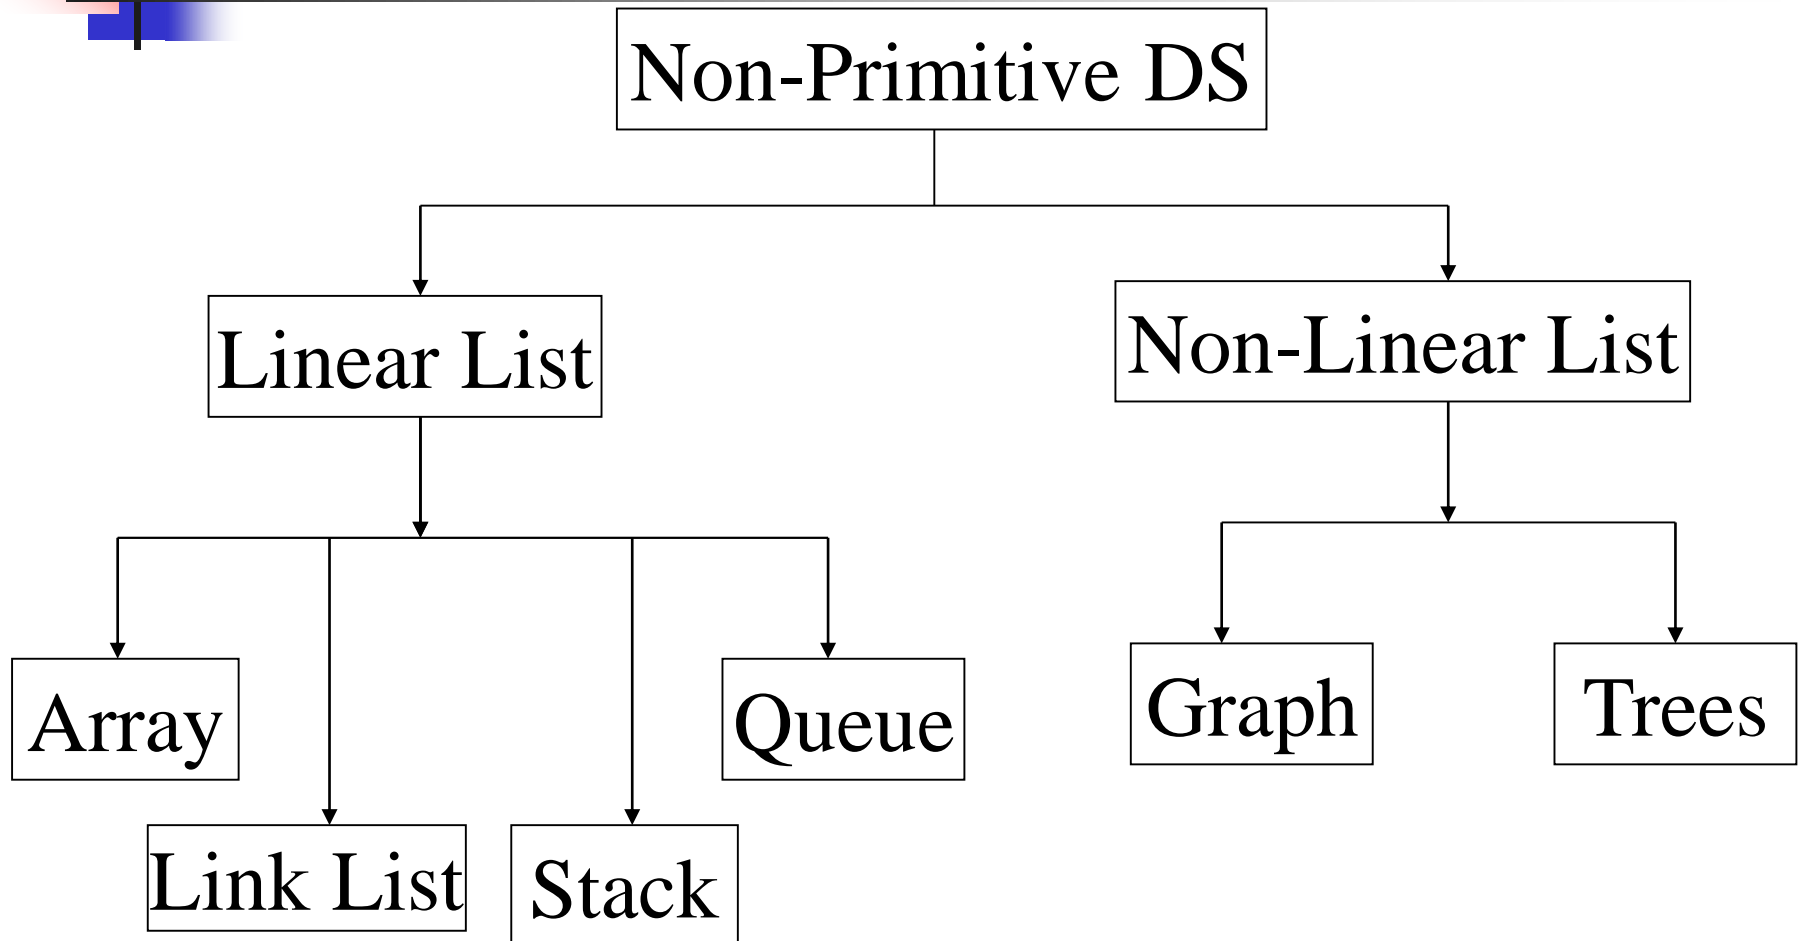 Non-Primitive DS
Linear List
Non-Linear List
Array
Queue
Graph
Trees
Link List
Stack